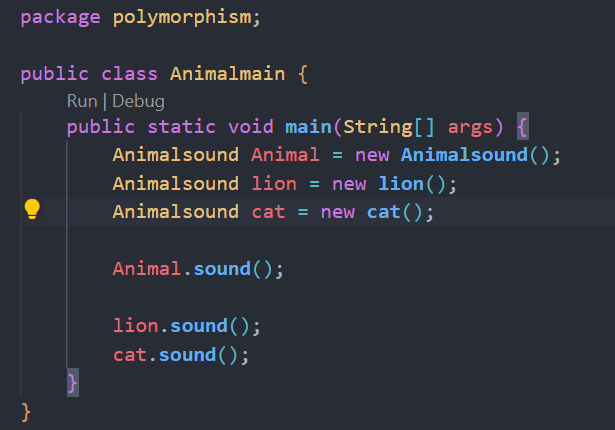 package polymorphism;
public class Animalmain {
Run | Debug
public static void main(String[] args) {
Animalsound Animal = new Animalsound();
Animalsound lion = new lion();
Animalsound cat = new cat();
Animal.sound();
lion.sound();
cat.sound();
}
}